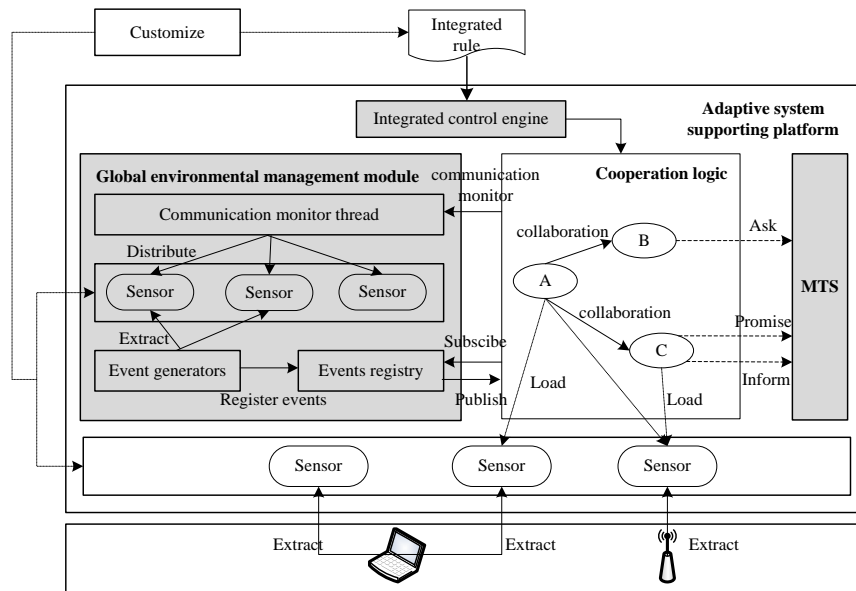 Customize
Integrated
rule
Integrated control engine
Adaptive system
supporting platform
Global environmental management module
communication
monitor
Cooperation logic
Communication monitor thread
collaboration
B
Ask
Distribute
Sensor
Sensor
Sensor
A
MTS
collaboration
Extract
Subscibe
Promise
C
Event generators
Events registry
Register events
Publish
Load
Load
Inform
Sensor
Sensor
Sensor
Extract
Extract
Extract